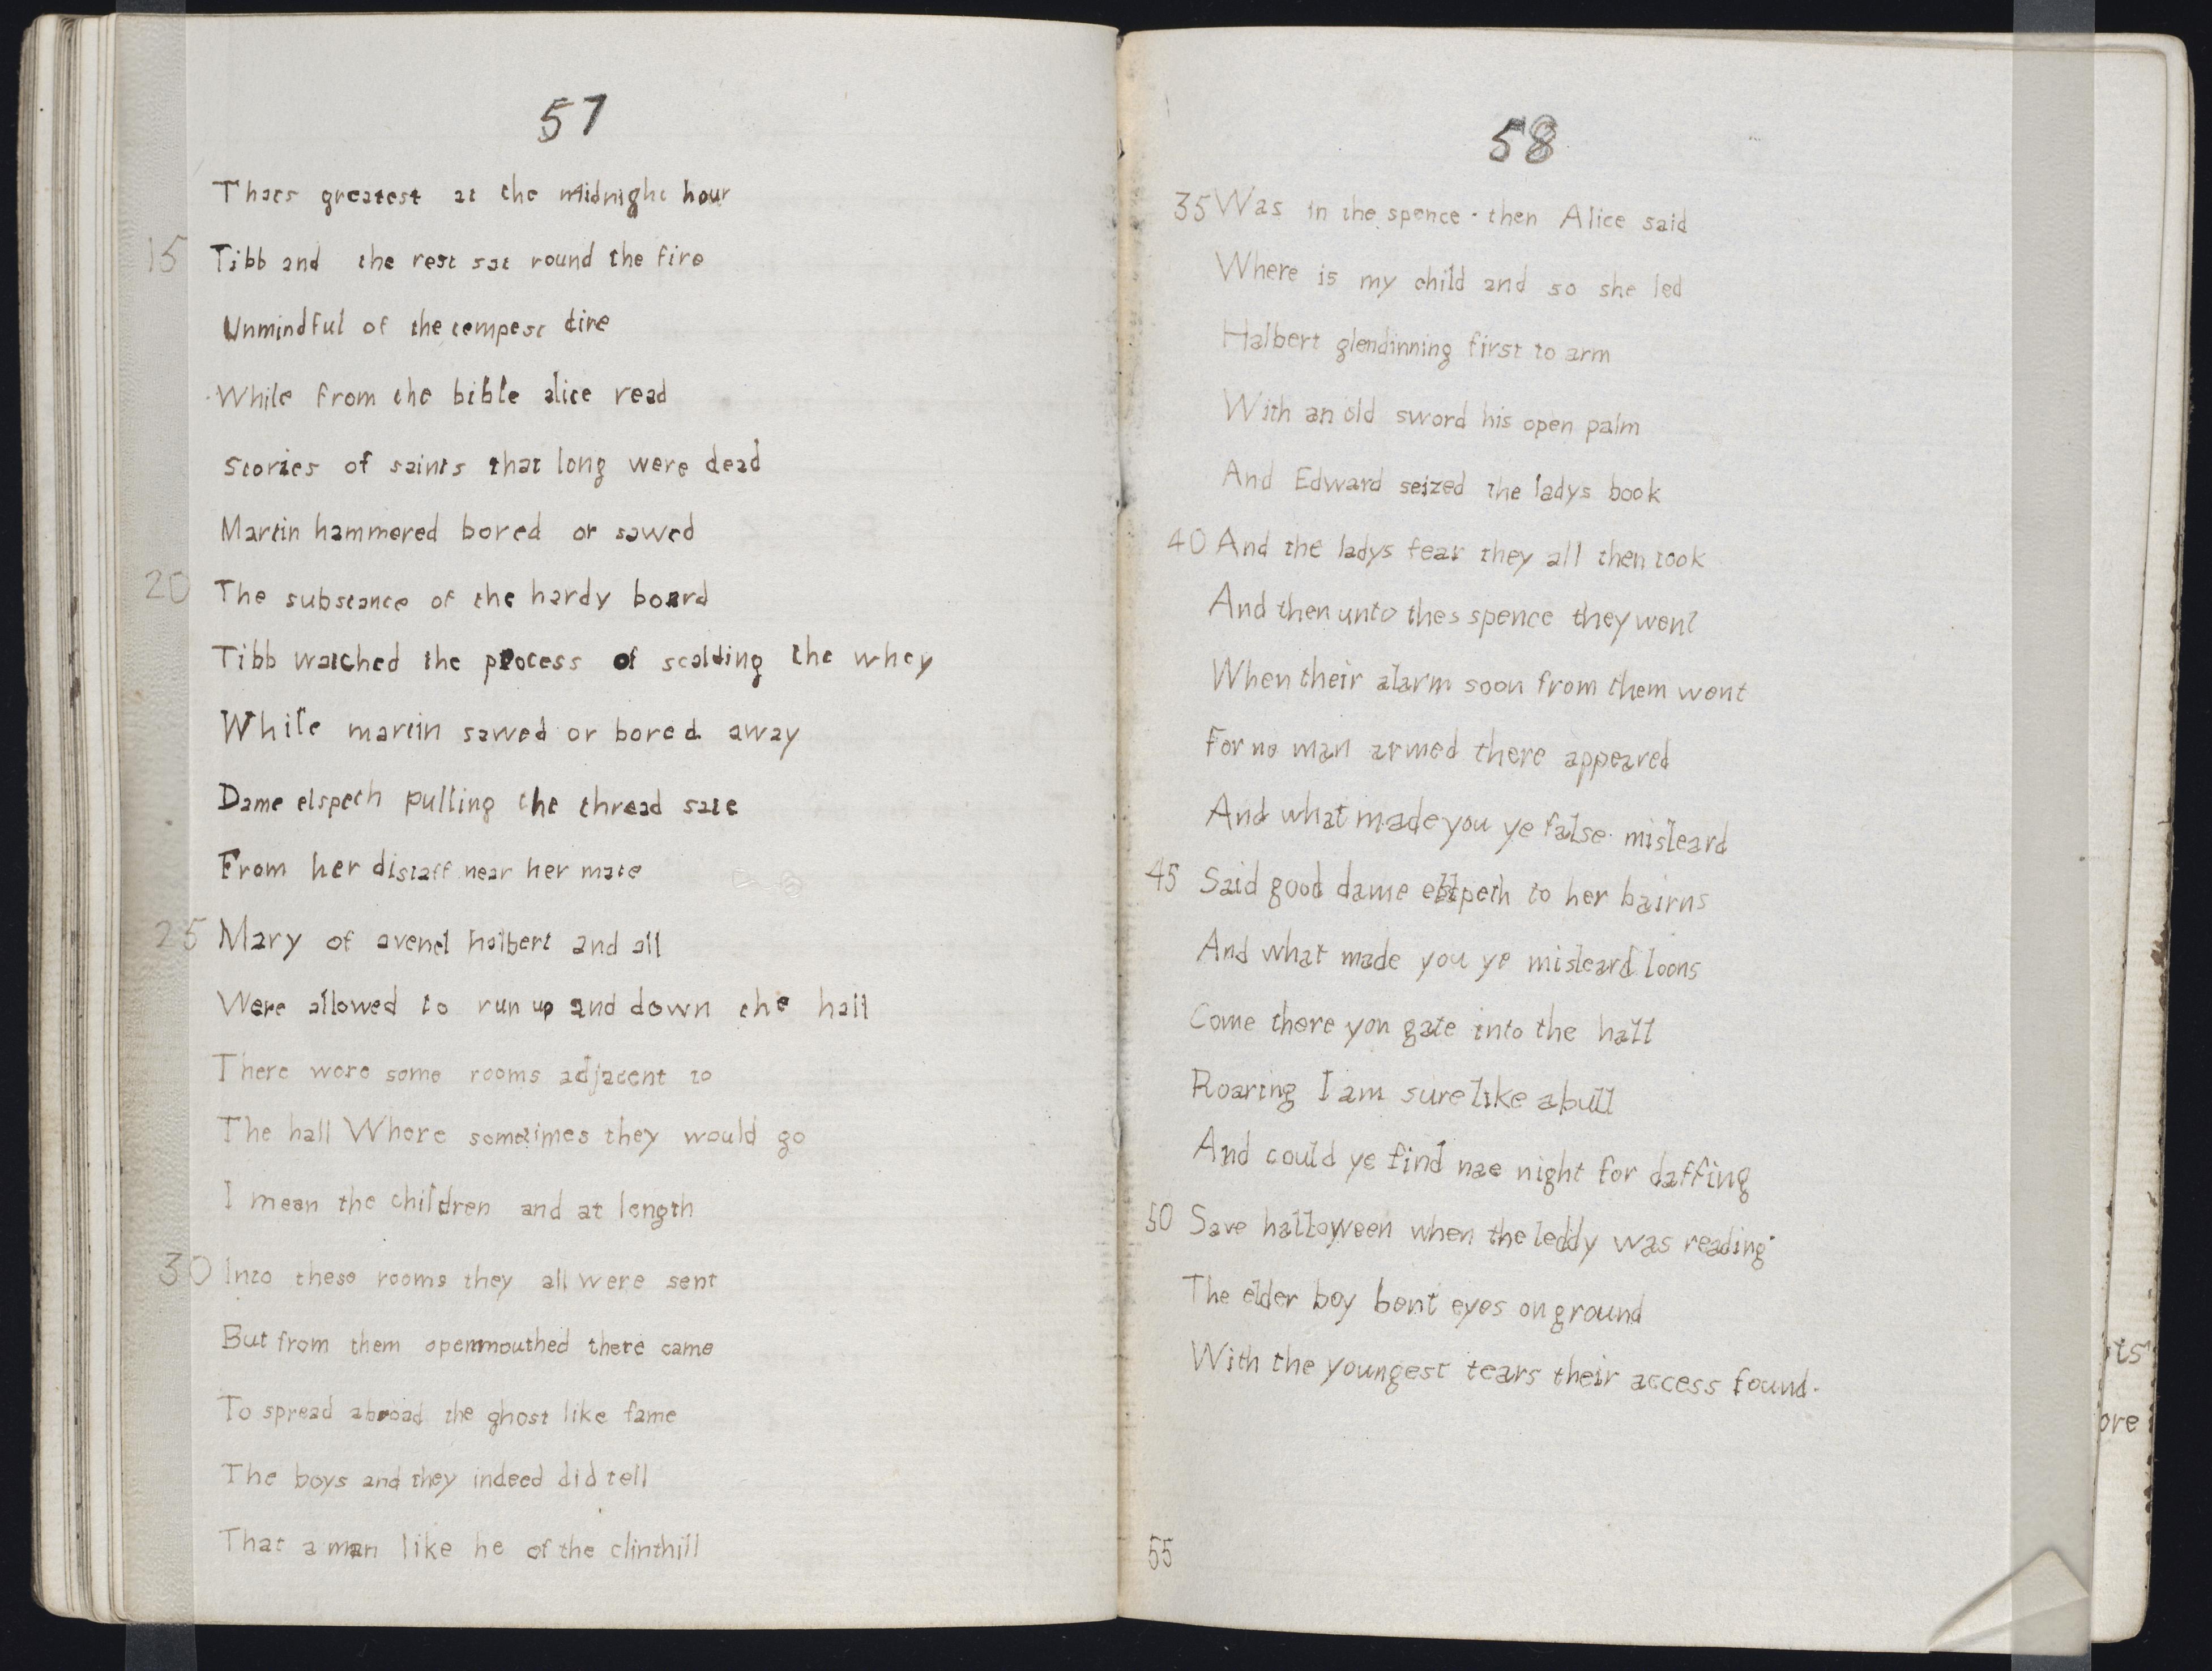 57
Thats greatest at the midnight hour
15 Tibb and the rest sat round the fire
Unmindful of the tempest dire
While from the bible alice read
Stories of saints that long were dead
Martin hammered bored or sawed
20 The substance of the hardy board
Tibb watched the process of scalding the whey
While martin sawed or bored away
Dame elspeth pulling the thread sate
From her distaff near her mate
25 Mary of avenel halbert and all
Were allowed to run up and down the hall
There were some rooms adjacent to
The hall Where sometimes they would go
I mean the children and at length
30 Into these rooms they all were sent
But from them openmouthed there came
To spread abroad the ghost like fame
The boys and they indeed did tell
That a man like he of the clinthill
58
35 Was in the spence. then Alice said
Where is my child and so she led
Halbert glendinning first to arm
With an old sword his open palm
And Edward seized the ladys book
40 And the ladys fear they all then took
And then unto thes spence they went
When their alarm soon from them went
For no man armed there appeared
And what made you ye false misleard
45 Said good dame elspeth to her bairns
And what made you ye misleard loons
Come there yon gate into the hall
Roaring I am sure like a bull
And could ye find nae night for daffing
50 Save halloween when the leddy was reading
The elder boy bent eyes on ground
With the youngest tears their access found.
55
ts
ore